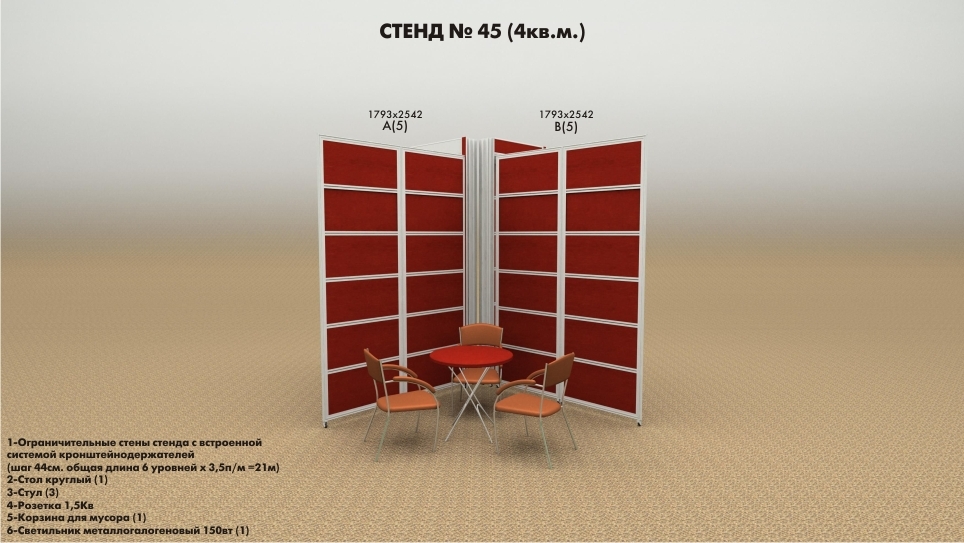 СТЕНД № 45 (4кв.м.)
1793х2542
А(5)
1793х2542
В(5)
1-Ограничительные стены стенда с встроенной
системой кронштейнодержателей
(шаг 44см. общая длина 6 уровней х 3,5п/м =21м)
2-Стол круглый (1)
3-Стул (3)
4-Розетка 1,5Кв
5-Корзина для мусора (1)
6-Светильник металлогалогеновый 150вт (1)